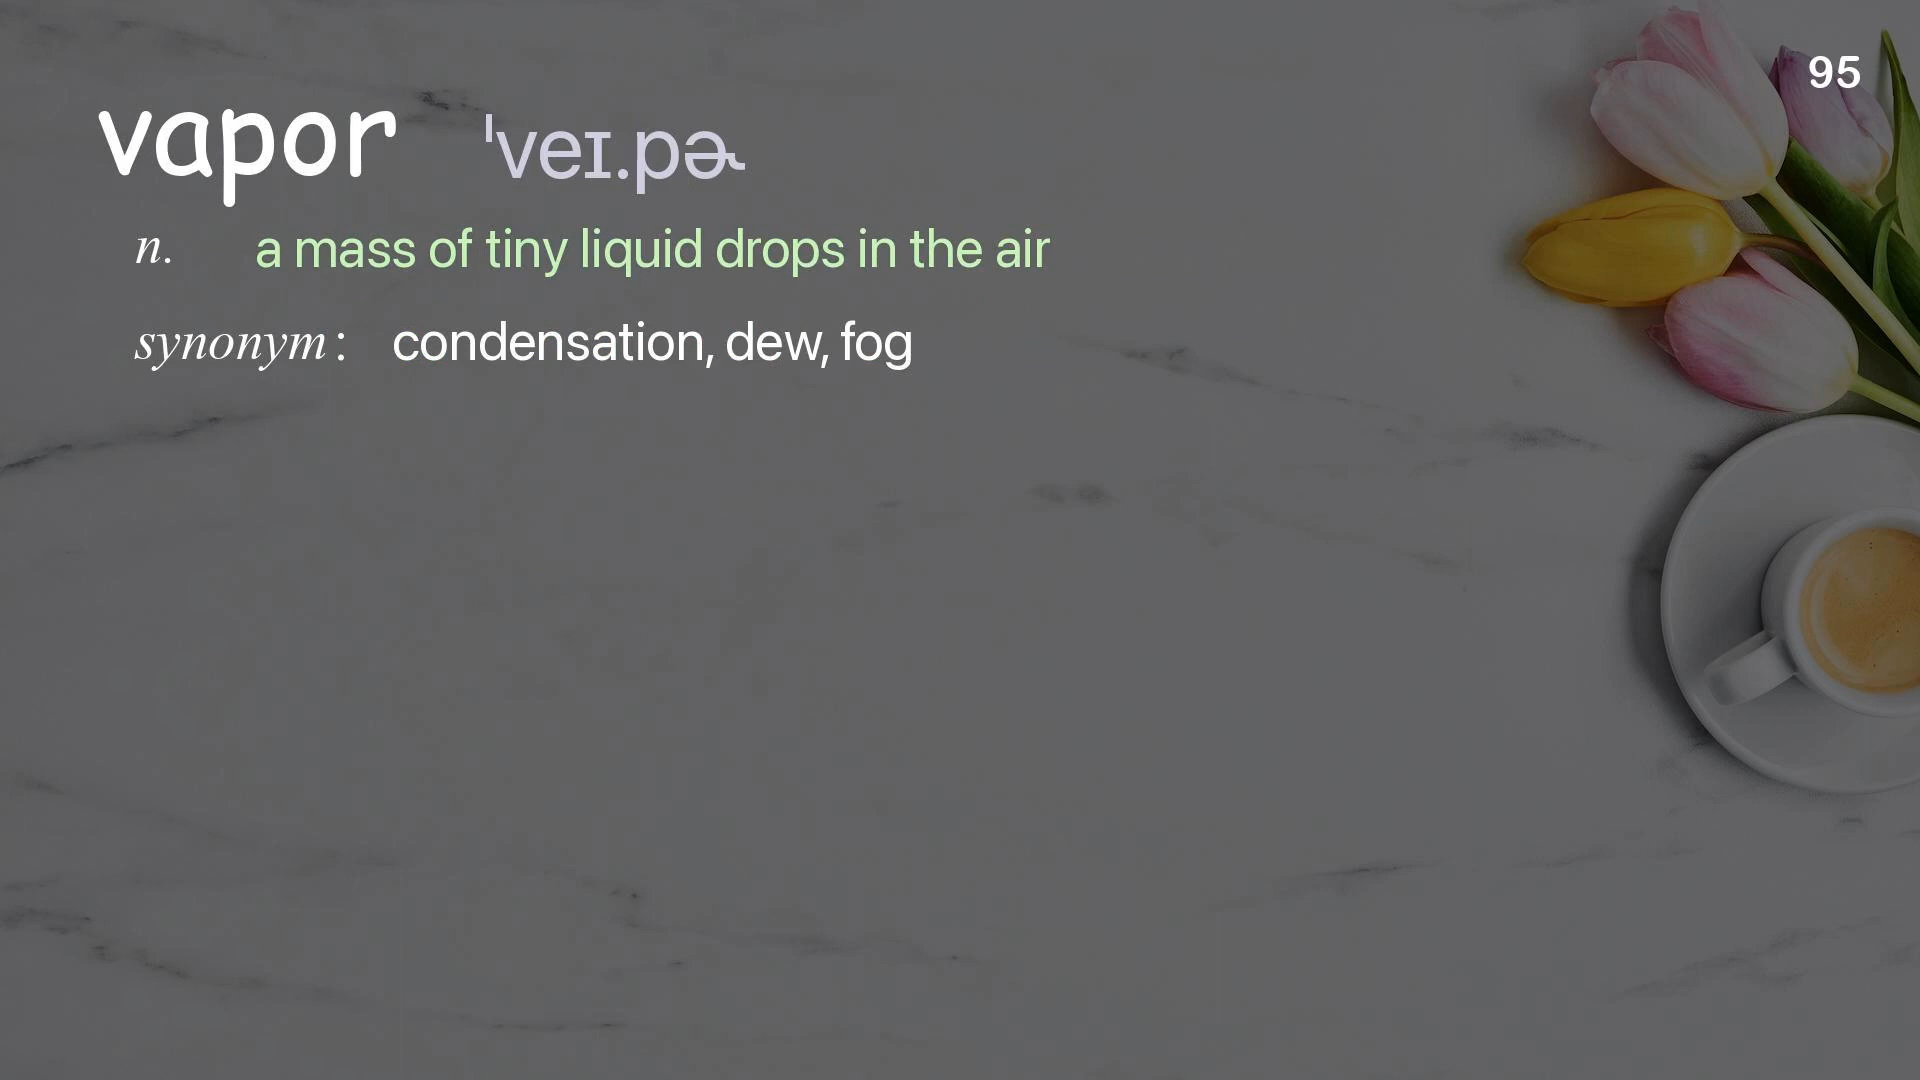 95
vapor ˈveɪ.pɚ
n. a mass of tiny liquid drops in the air
synonym: condensation, dew, fog